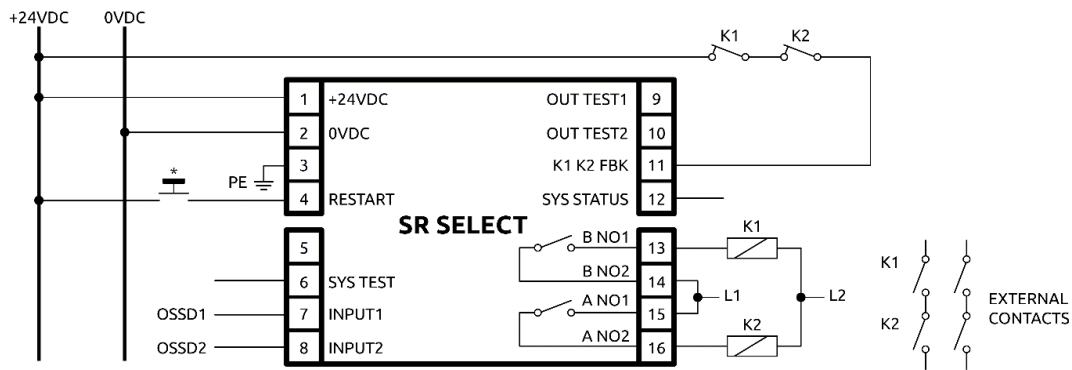 +24VDC 0VDC
K1 K2
1 +24VDC OUT TEST1 9
2 0VDC OUT TEST2 10
3 K1 K2 FBK 11
PE
*
4 RESTART SYS STATUS 12
SR SELECT
5 B NO1 13 K1
6 SYS TEST B NO2 14
L1 L2
OSSD1 7 INPUT1 A NO1 15
OSSD2 8 INPUT2 A NO2 16 K2
K1
K2
EXTERNAL
CONTACTS